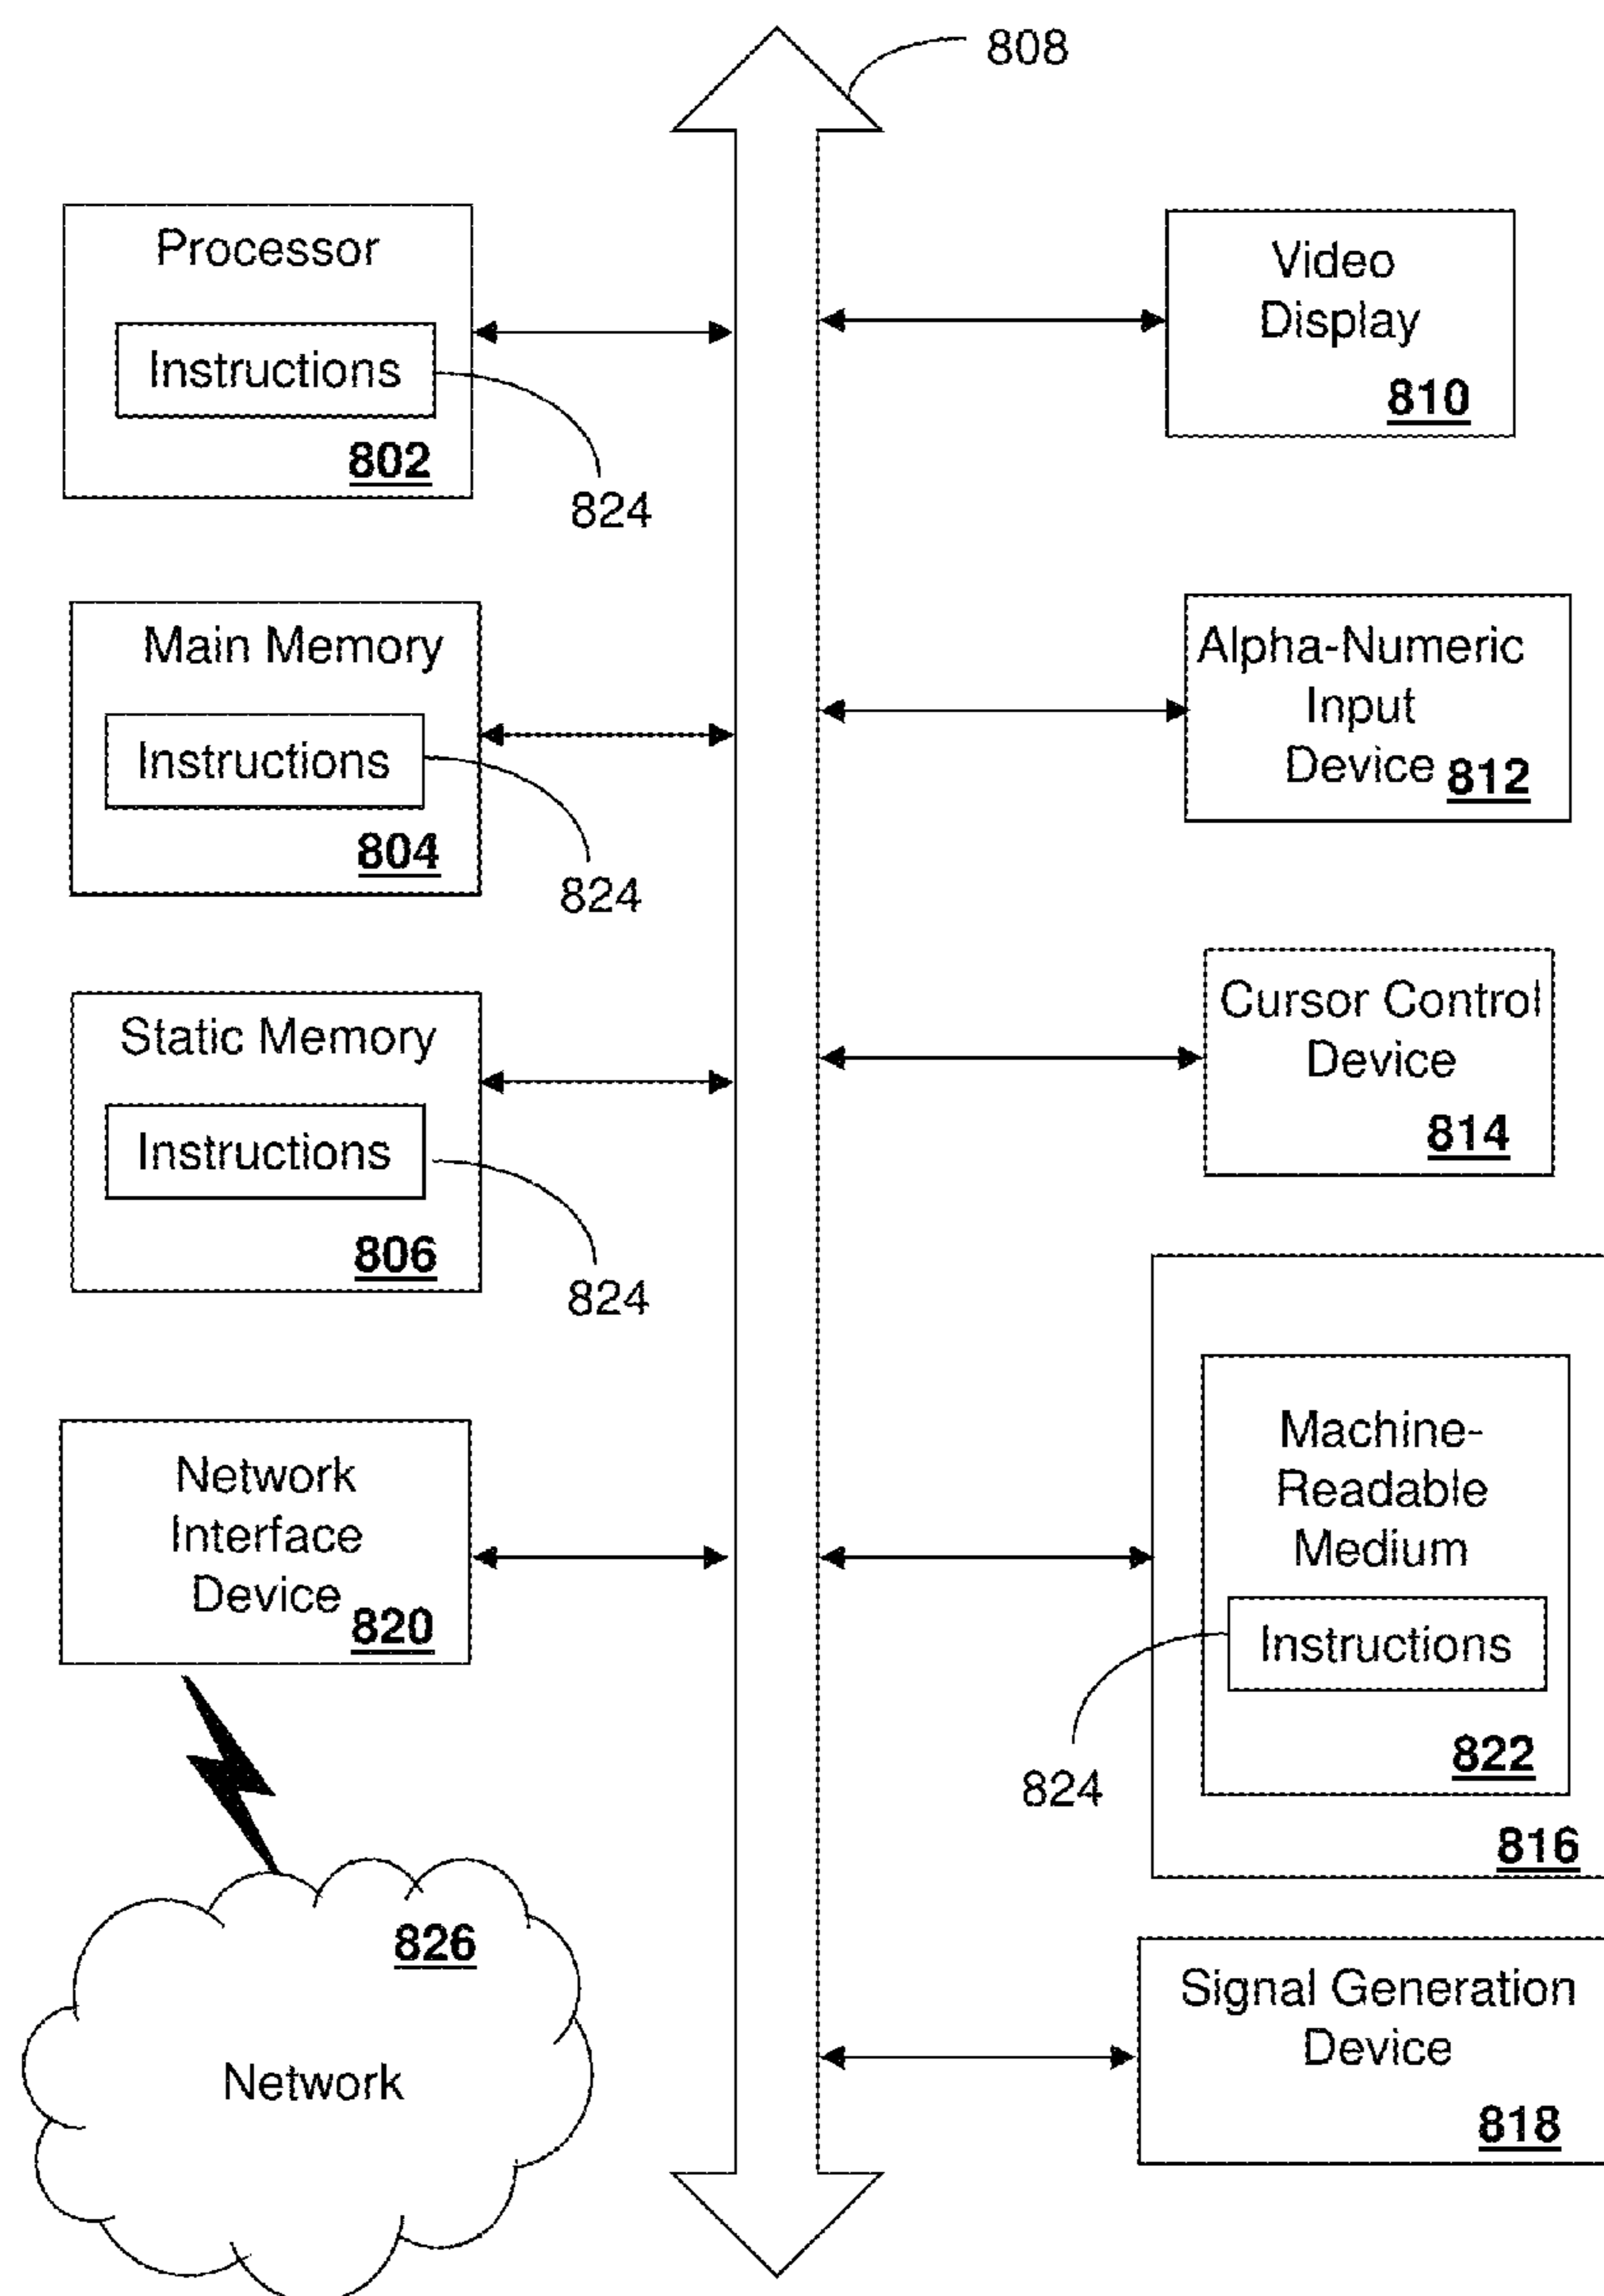 808
Processor
Instructions
802
824
Main Memory
Instructions
804
824
Static Memory
Instructions
806
824
Network
Interface
Device
820
826
Network
Video
Display
810
Alpha-Numeric
Input
Device
812
Cursor Control
Device
814
Machine-
Readable
Medium
Instructions
822
824
816
Signal Generation
Device
818